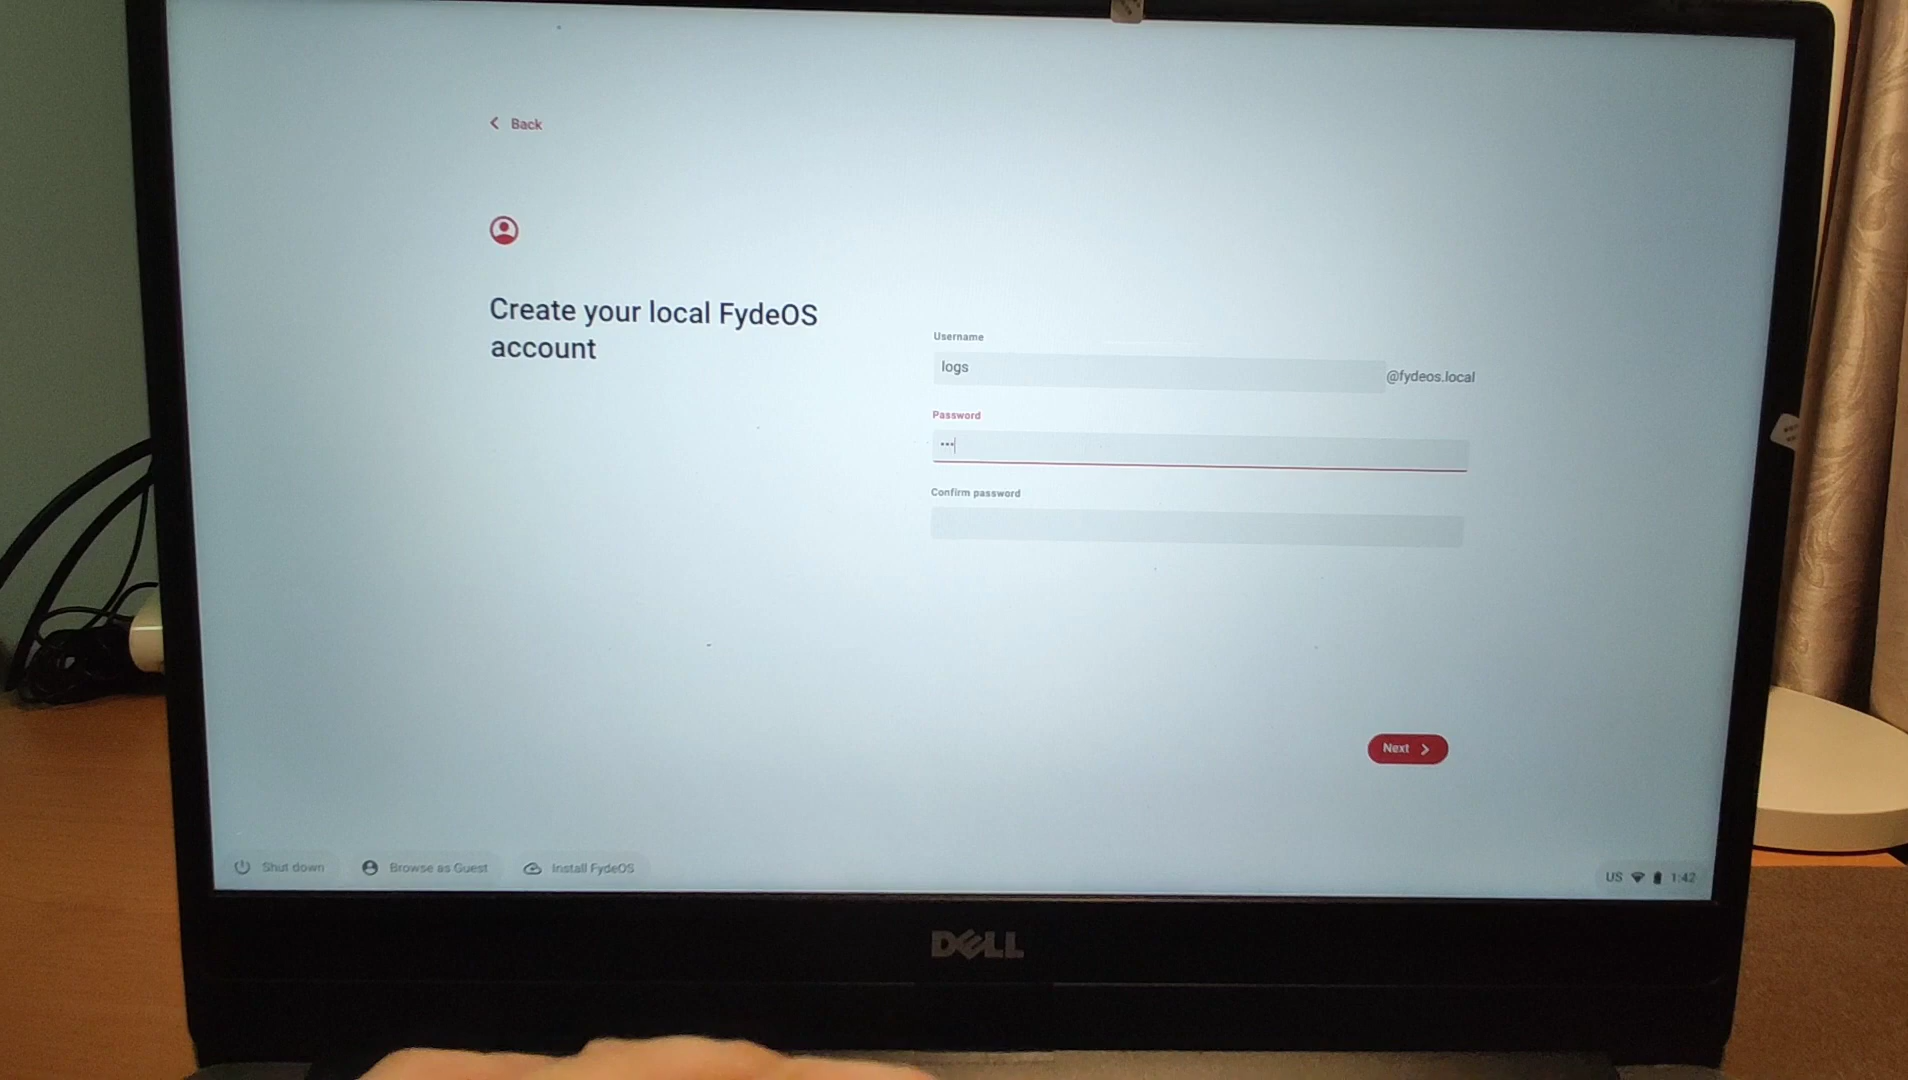 Back
Create your local FydeOS
account
Username
logs
@fydeos.local
Password
•••
Confirm password
Next
Shut down
Browse as Guest
Install FydeOS
US
1:42
DELL